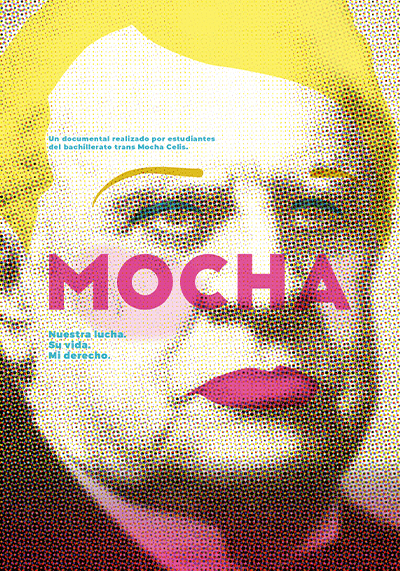 Un documental realizado por estudiantes
del bachillerato trans Mocha Celis.
MOCHA
Nuestra lucha.
Su vida.
Mi derecho.